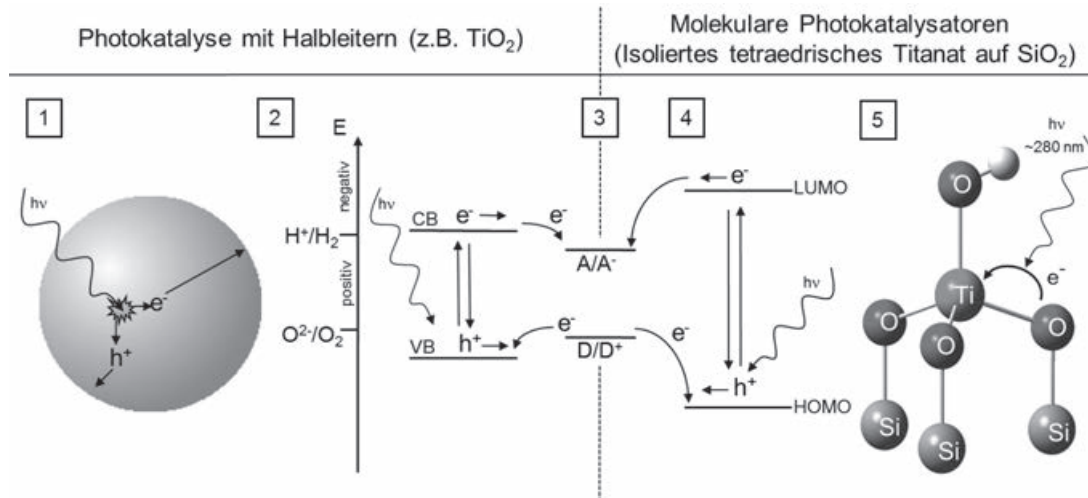 Photokatalyse mit Halbleitern (z.B. TiO₂)
Molekulare Photokatalysatoren
(Isoliertes tetraedrisches Titanat auf SiO₂)
1
hν
e⁻
h⁺
2
E
negativ
positiv
H⁺/H₂
O²⁻/O₂
hν
CB
e⁻
e⁻
h⁺
VB
e⁻
3
A/A⁻
D/D⁺
4
e⁻
LUMO
hν
e⁻
h⁺
HOMO
5
hν
~280 nm
O
e⁻
Ti
O
O
O
Si
Si
Si